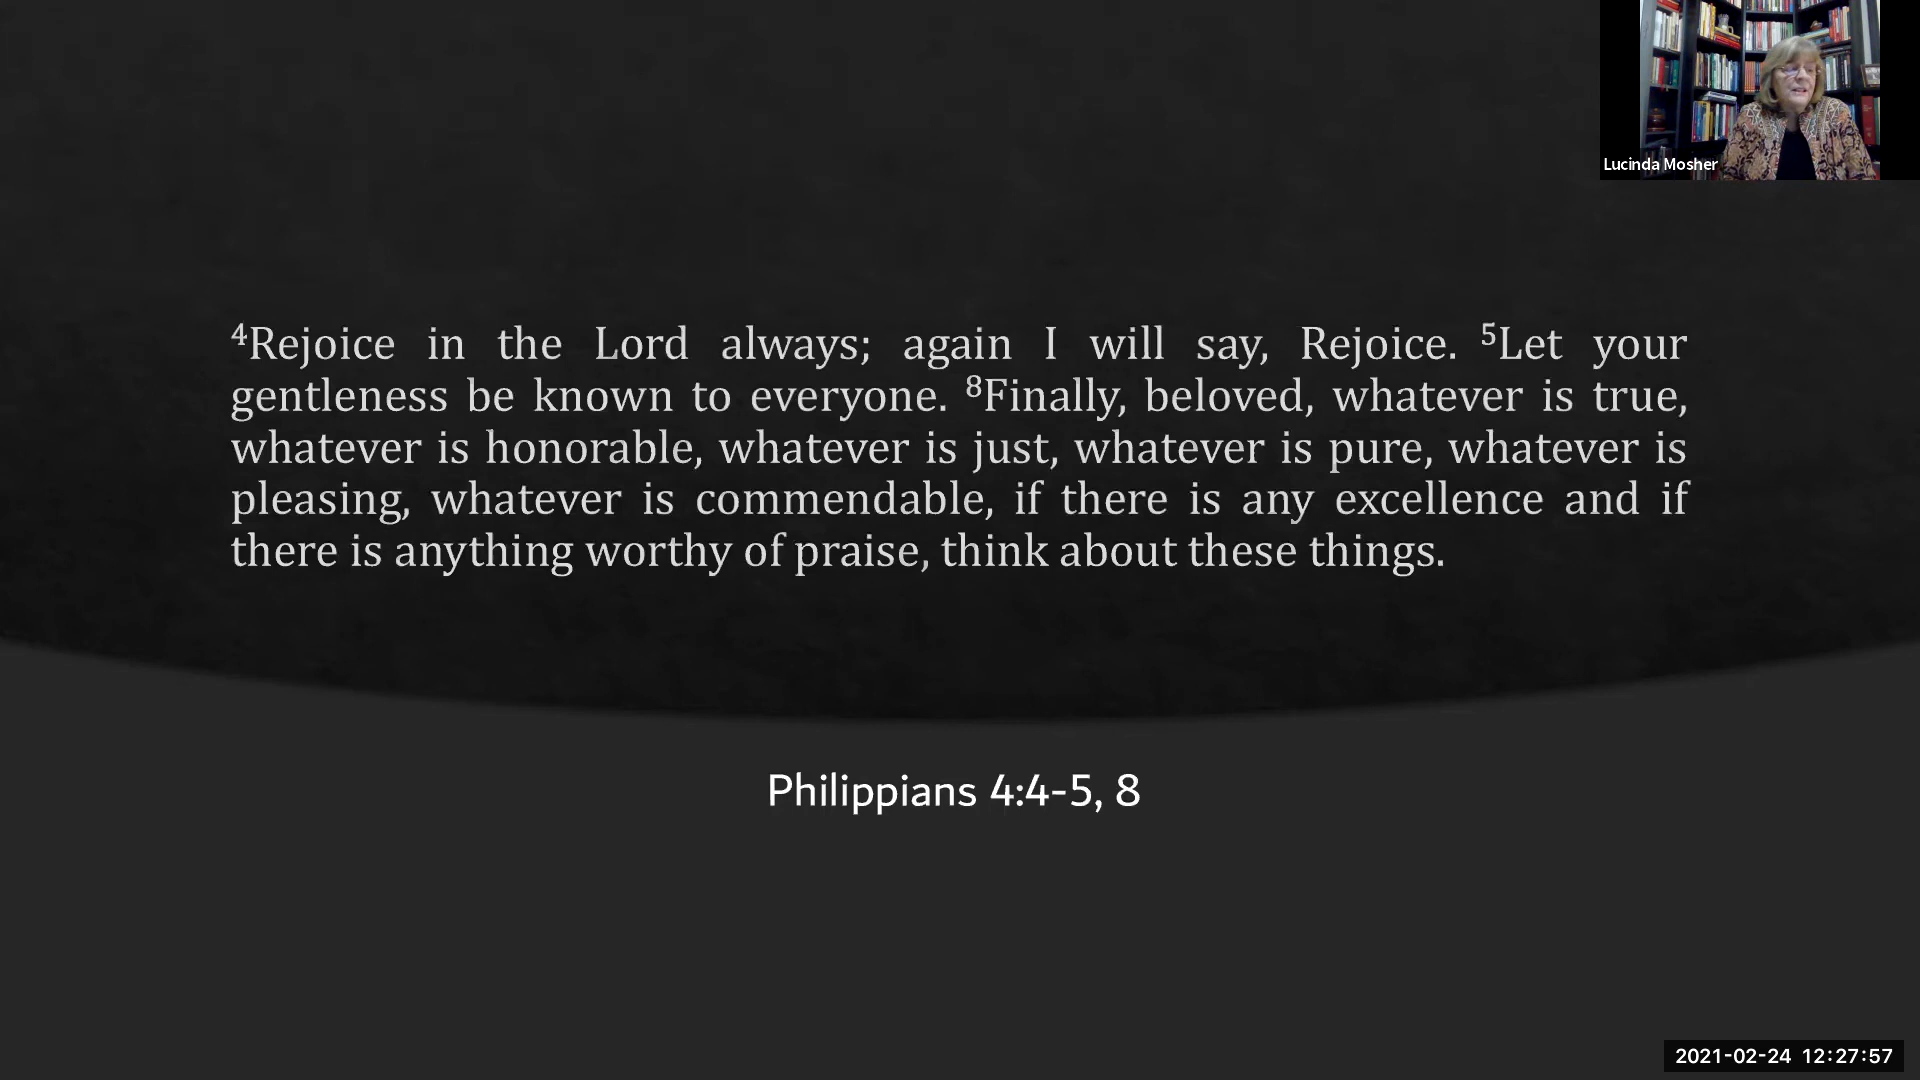 Lucinda Mosher
⁴Rejoice in the Lord always; again I will say, Rejoice. ⁵Let your
gentleness be known to everyone. ⁸Finally, beloved, whatever is true,
whatever is honorable, whatever is just, whatever is pure, whatever is
pleasing, whatever is commendable, if there is any excellence and if
there is anything worthy of praise, think about these things.
Philippians 4:4-5, 8
2021-02-24 12:27:57